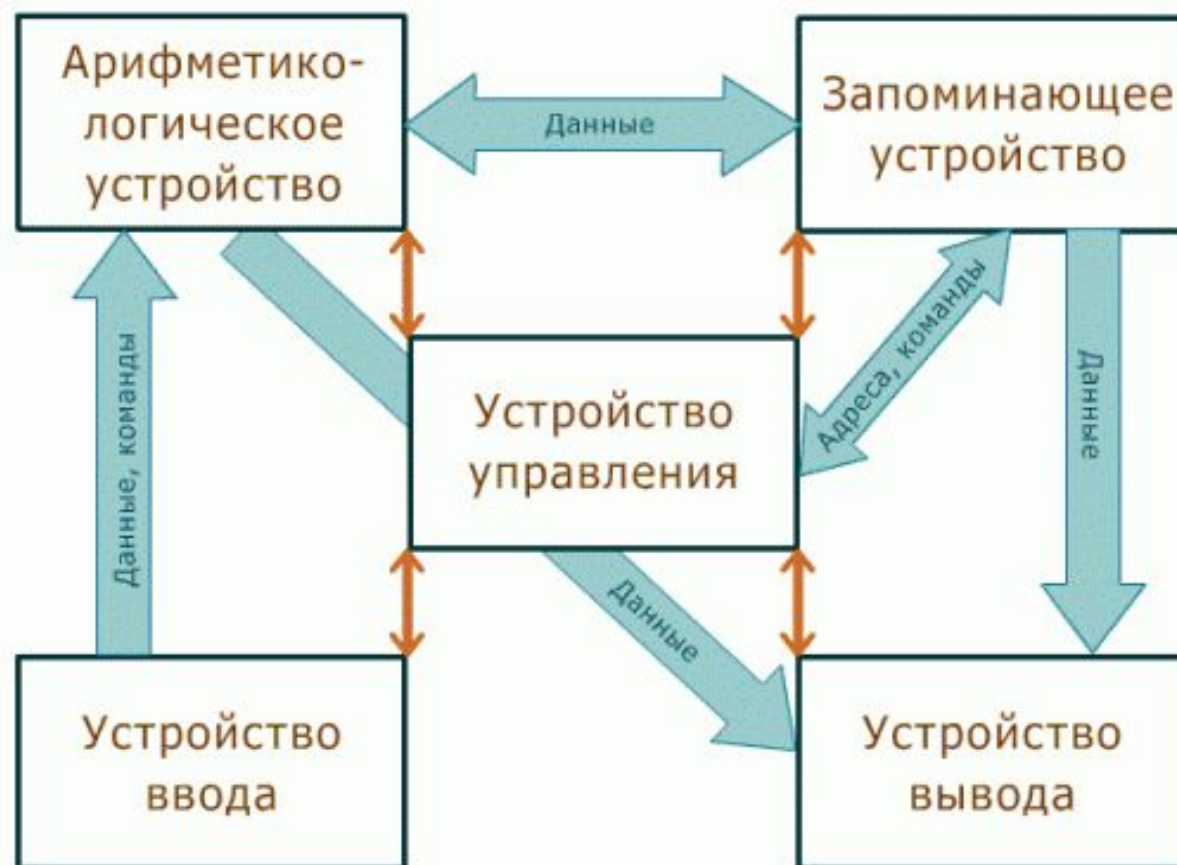 Арифметико-
логическое
устройство
Данные
Запоминающее
устройство
Данные, команды
Устройство
управления
Адреса, команды
Данные
Данные
Устройство
ввода
Устройство
вывода